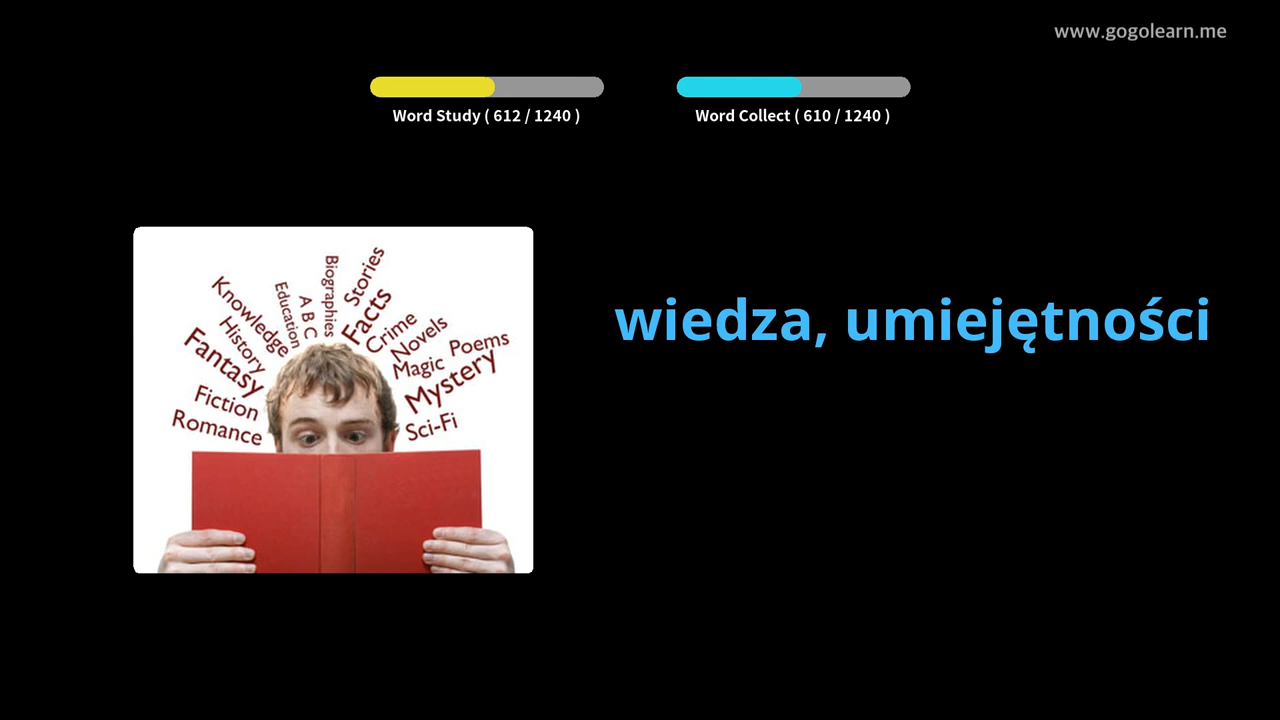 www.gogolearn.me
Word Study ( 612 / 1240 )
Word Collect ( 610 / 1240 )
wiedza, umiejętności
Romance
Fiction
Fantasy
History
Knowledge
Education
A B C
Biographies
Stories
Facts
Crime
Novels
Magic
Poems
Mystery
Sci-Fi